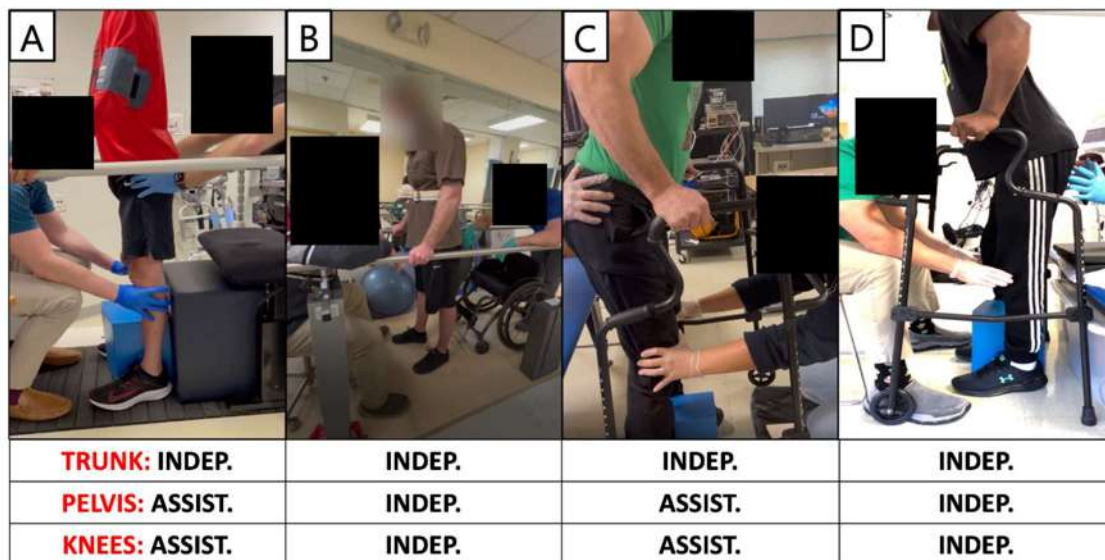 A
B
C
D
TRUNK: INDEP. INDEP. INDEP. INDEP.
PELVIS: ASSIST. INDEP. ASSIST. INDEP.
KNEES: ASSIST. INDEP. ASSIST. INDEP.